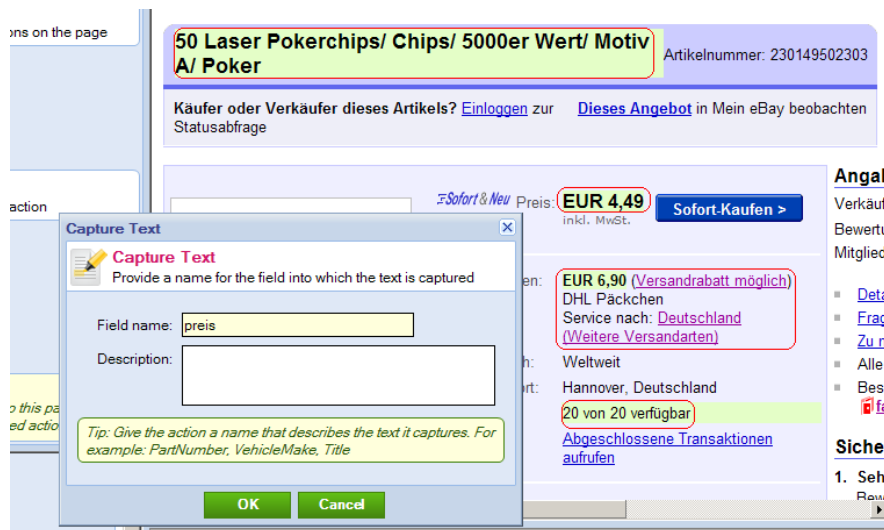 ons on the page
50 Laser Pokerchips/ Chips/ 5000er Wert/ Motiv
A/ Poker
Artikelnummer: 230149502303
Käufer oder Verkäufer dieses Artikels? Einloggen zur
Statusabfrage
Dieses Angebot in Mein eBay beobachten
action
Sofort & Neu Preis: EUR 4,49
inkl. MwSt.
Sofort-Kaufen >
Verkäuf
Bewertu
Mitglied
Capture Text
Capture Text
Provide a name for the field into which the text is captured
Field name: preis
Description:
Tip: Give the action a name that describes the text it captures. For
example: PartNumber, VehicleMake, Title
OK Cancel
en: EUR 6,90 (Versandrabatt möglich)
DHL Päckchen
Service nach: Deutschland
(Weitere Versandarten)
h: Weltweit
ort: Hannover, Deutschland
20 von 20 verfügbar
Abgeschlossene Transaktionen
aufrufen
Deta
Frag
Zu m
Alle
Bes
Siche
1. Seh
Bew
o this pa
ed actio